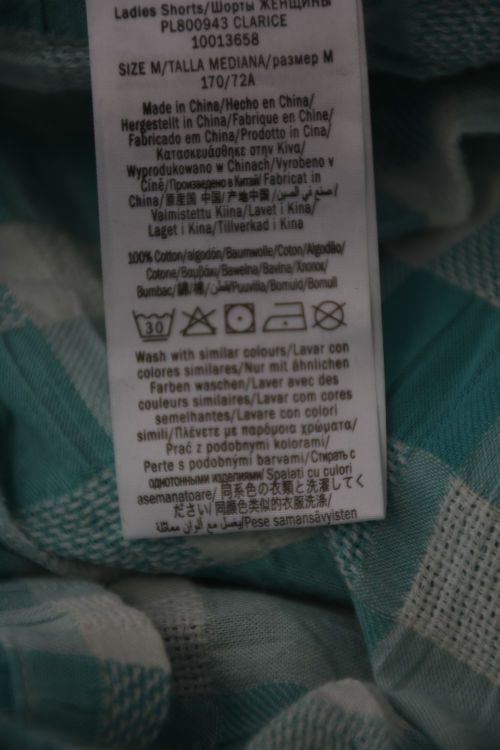 Ladies Shorts/Шорты ЖЕНЩИНЫ
PL800943 CLARICE
10013658
SIZE M/TALLA MEDIANA/размер M
170/72A
Made in China/Hecho en China/
Hergestellt in China/Fabrique en Chine/
Fabricado em China/Prodotto in Cina/
Κατασκευάσθηκε στην Κίνα/
Wyprodukowano w Chinach/Vyrobeno v
Číně/Произведено в Китай/Fabricat in
China/原産国 中国/产地中国/صنع في الصين/
Valmistettu Kiina/Lavet i Kina/
Laget i Kina/Tillverkad i Kina
100% Cotton/algodón/Baumwolle/Coton/Algodão/
Cotone/Βαμβάκι/Bawełna/Bavlna/Хлопок/
Bumbac/綿/棉/قطن/Puuvilla/Bomuld/Bomull
30
Wash with similar colours/Lavar con
colores similares/Nur mit ähnlichen
Farben waschen/Laver avec des
couleurs similaires/Lavar com cores
semelhantes/Lavare con colori
simili/Πλένετε με παρόμοια χρώματα/
Prać z podobnymi kolorami/
Perte s podobnými barvami/Стирать с
однотонными изделиями/Spalati cu culori
asemanatoare/同系色の衣類と洗濯してく
ださい/同颜色类似的衣服洗涤/
يغسل مع ألوان مماثلة/Pese samansävyisten